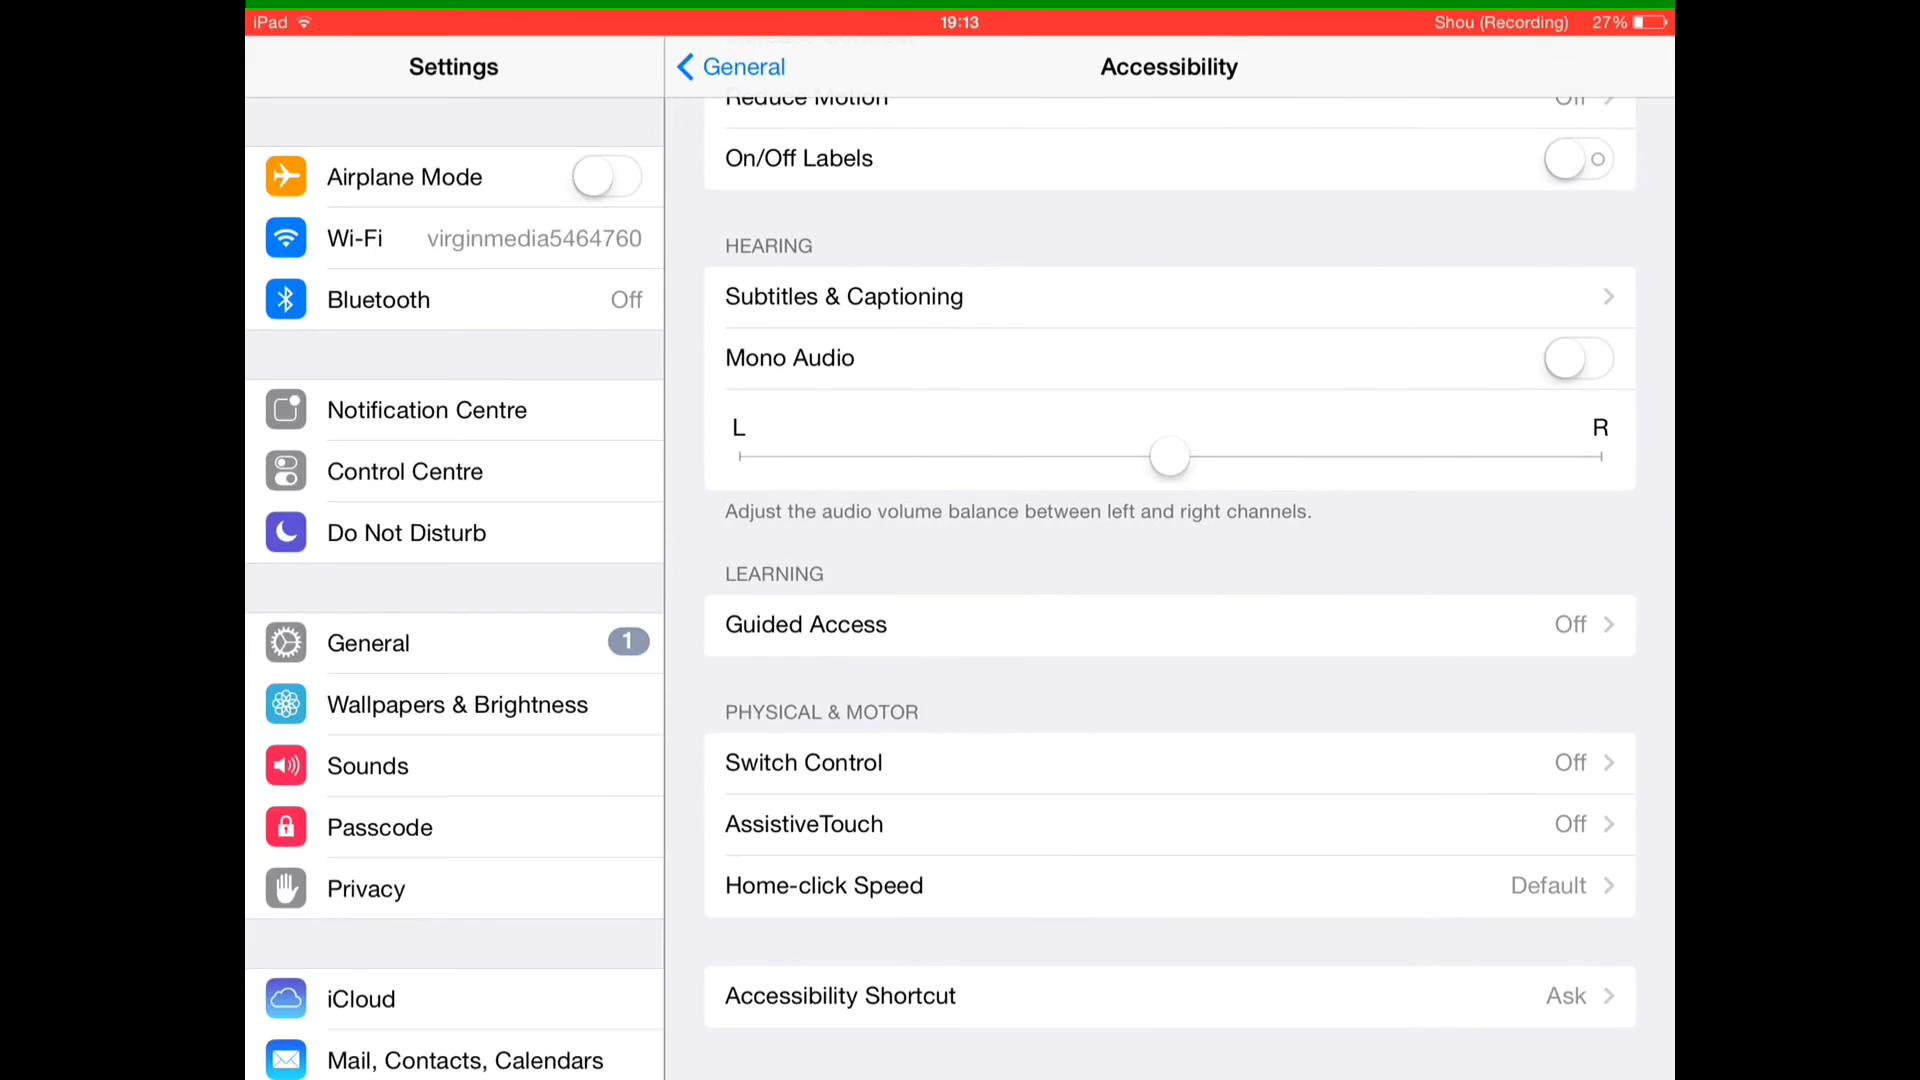 iPad 19:13 Shou (Recording) 27%
Settings
General
Accessibility
Airplane Mode
Wi-Fi virginmedia5464760
Bluetooth Off
Notification Centre
Control Centre
Do Not Disturb
General 1
Wallpapers & Brightness
Sounds
Passcode
Privacy
iCloud
Mail, Contacts, Calendars
Reduce Motion Off
On/Off Labels
HEARING
Subtitles & Captioning
Mono Audio
L R
Adjust the audio volume balance between left and right channels.
LEARNING
Guided Access Off
PHYSICAL & MOTOR
Switch Control Off
AssistiveTouch Off
Home-click Speed Default
Accessibility Shortcut Ask